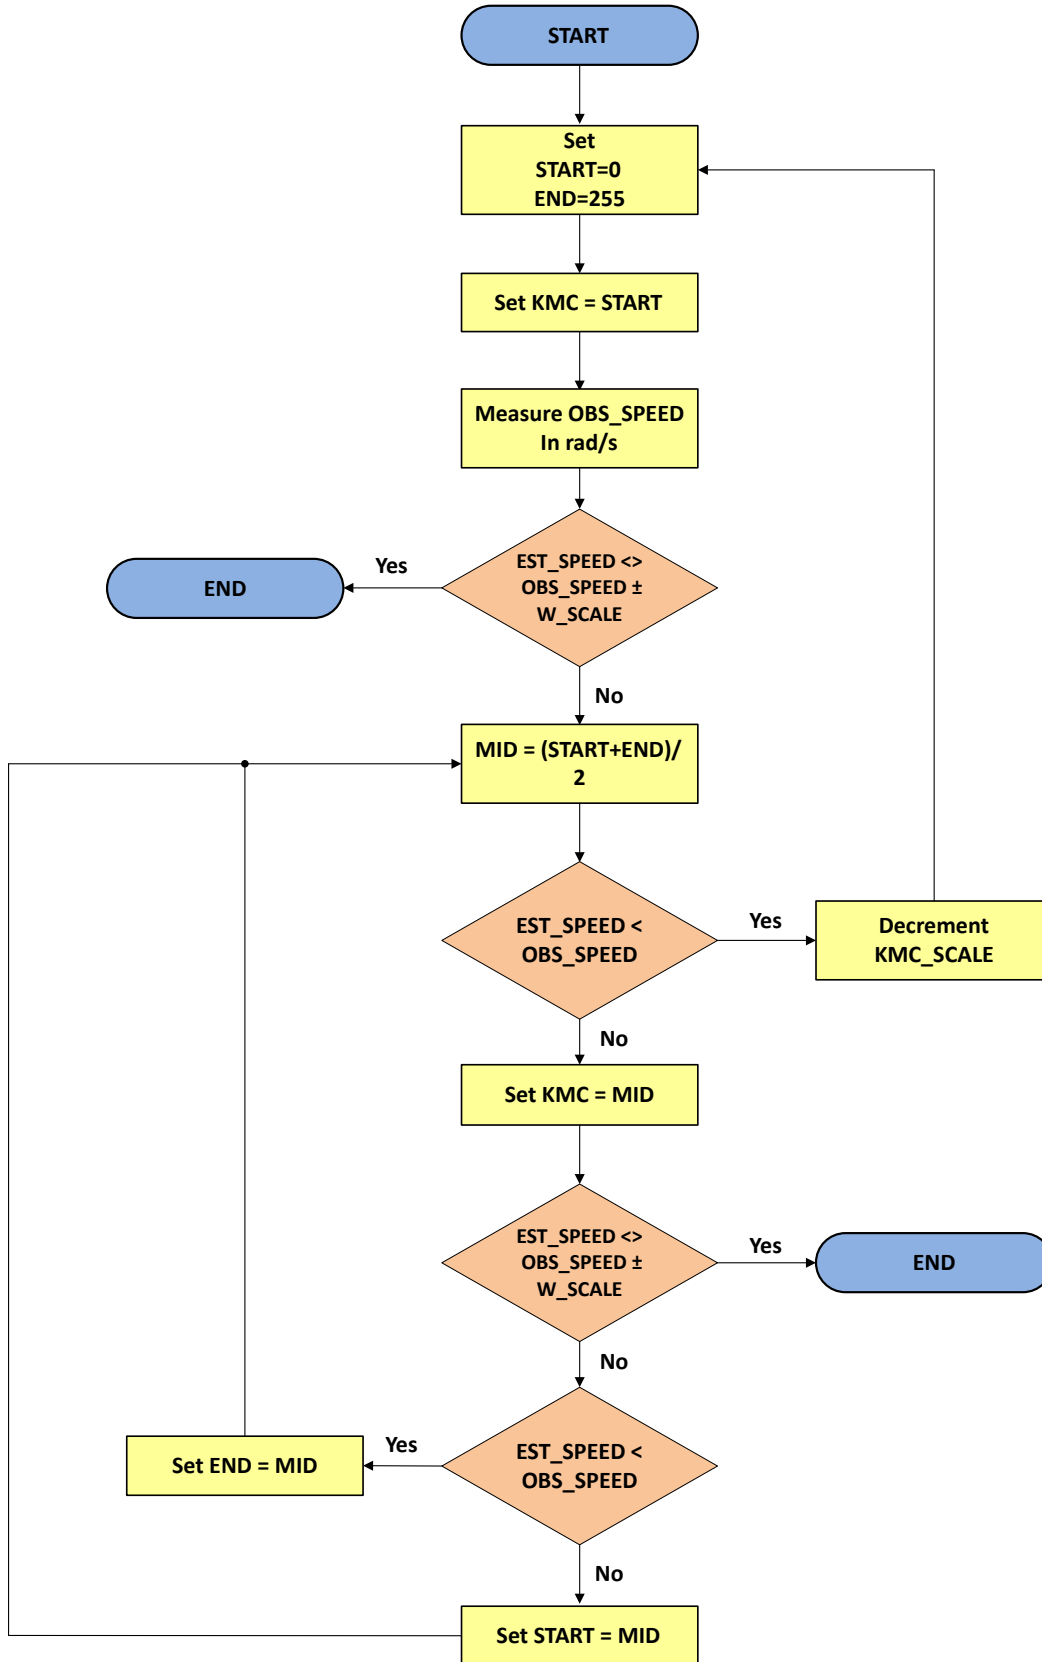 START
Set
START=0
END=255
Set KMC = START
Measure OBS_SPEED
In rad/s
EST_SPEED <>
OBS_SPEED ±
W_SCALE
Yes
END
No
MID = (START+END)/
2
EST_SPEED <
OBS_SPEED
Yes
Decrement
KMC_SCALE
No
Set KMC = MID
EST_SPEED <>
OBS_SPEED ±
W_SCALE
Yes
END
No
EST_SPEED <
OBS_SPEED
Yes
Set END = MID
No
Set START = MID